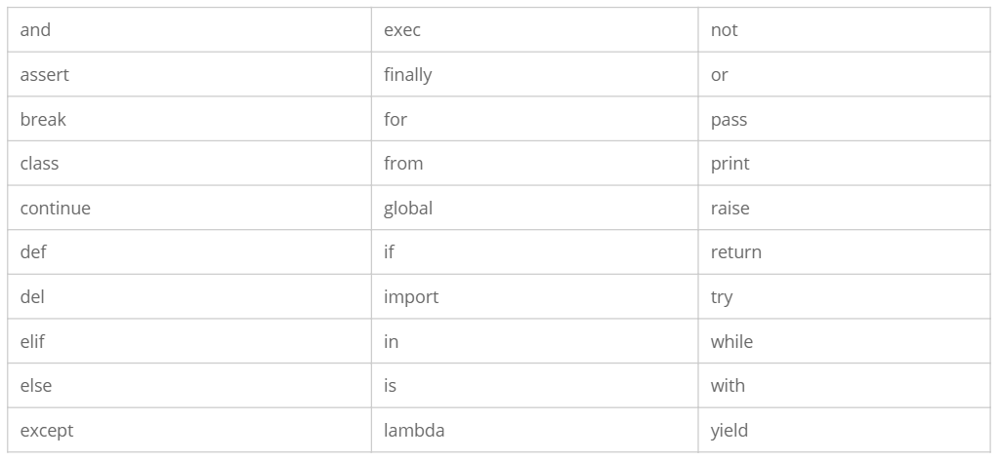 and exec not
assert finally or
break for pass
class from print
continue global raise
def if return
del import try
elif in while
else is with
except lambda yield